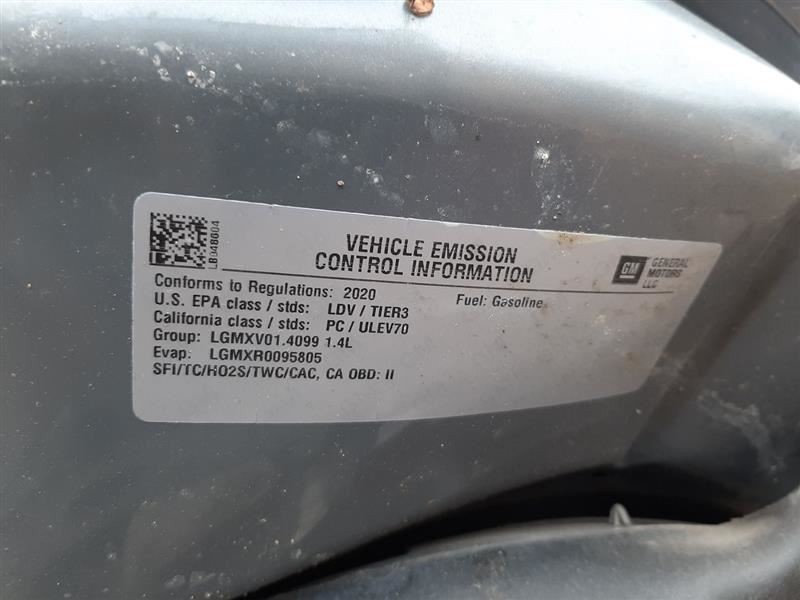 LB048604
VEHICLE EMISSION
CONTROL INFORMATION
GM
GENERAL
MOTORS
LLC
Conforms to Regulations: 2020
Fuel: Gasoline
U.S. EPA class / stds: LDV / TIER3
California class / stds: PC / ULEV70
Group: LGMXV01.4099 1.4L
Evap: LGMXR0095805
SFI/TC/HO2S/TWC/CAC, CA OBD: II